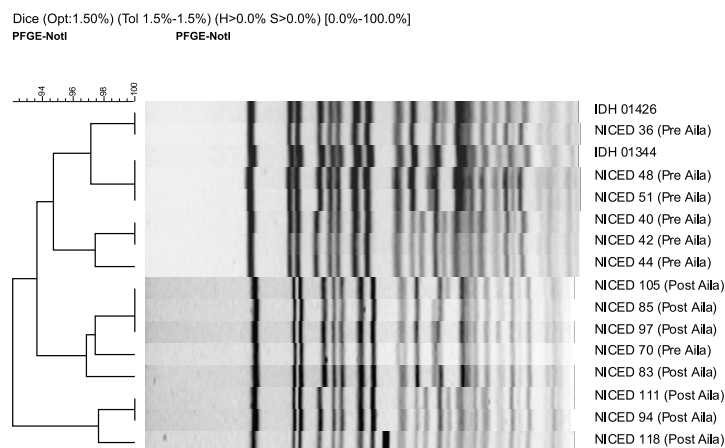 Dice (Opt:1.50%) (Tol 1.5%-1.5%) (H>0.0% S>0.0%) [0.0%-100.0%]
PFGE-NotI PFGE-NotI
94 96 98 100
IDH 01426
NICED 36 (Pre Aila)
IDH 01344
NICED 48 (Pre Aila)
NICED 51 (Pre Aila)
NICED 40 (Pre Aila)
NICED 42 (Pre Aila)
NICED 44 (Pre Aila)
NICED 105 (Post Aila)
NICED 85 (Post Aila)
NICED 97 (Post Aila)
NICED 70 (Pre Aila)
NICED 83 (Post Aila)
NICED 111 (Post Aila)
NICED 94 (Post Aila)
NICED 118 (Post Aila)